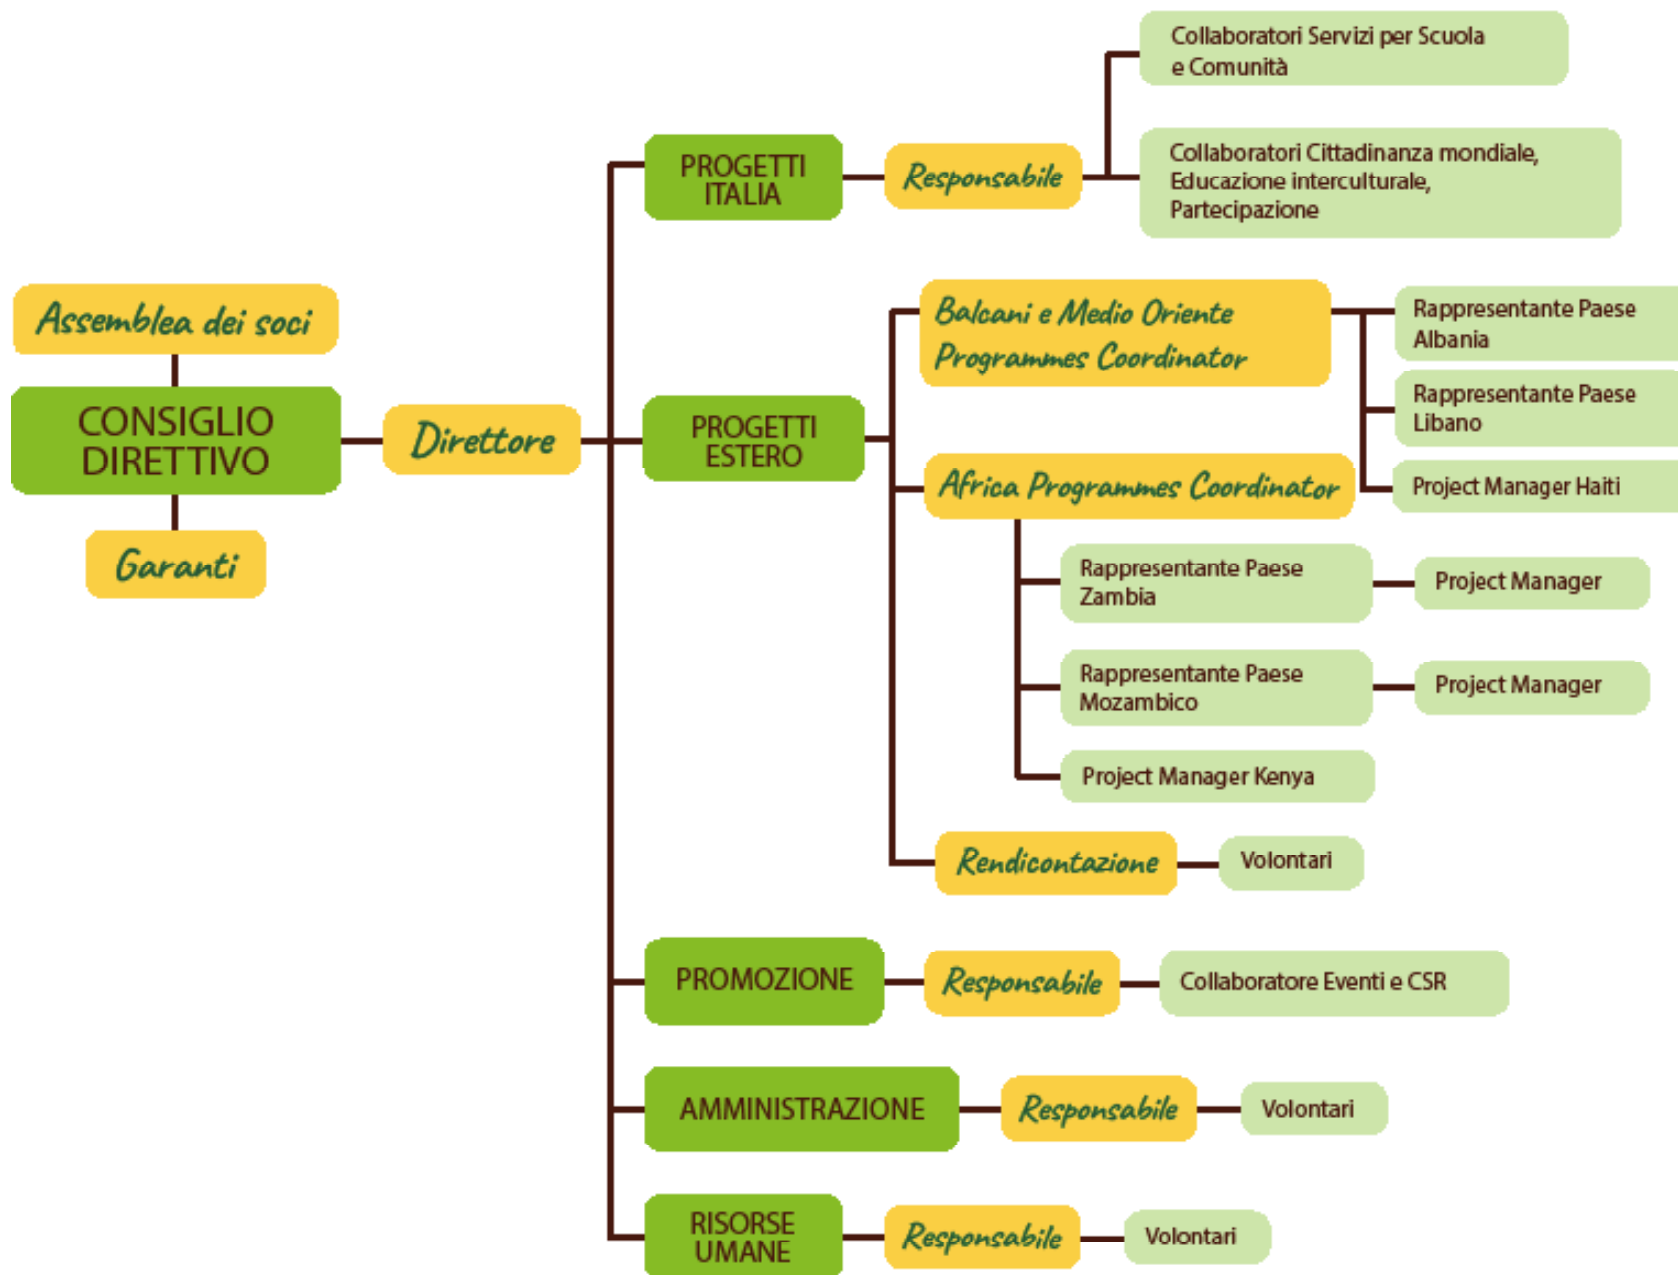 Assemblea dei soci
CONSIGLIO
DIRETTIVO
Garanti
Direttore
PROGETTI
ITALIA
Responsabile
Collaboratori Servizi per Scuola
e Comunità
Collaboratori Cittadinanza mondiale,
Educazione interculturale,
Partecipazione
PROGETTI
ESTERO
Balcani e Medio Oriente
Programmes Coordinator
Rappresentante Paese
Albania
Rappresentante Paese
Libano
Project Manager Haiti
Africa Programmes Coordinator
Rappresentante Paese
Zambia
Project Manager
Rappresentante Paese
Mozambico
Project Manager
Project Manager Kenya
Rendicontazione
Volontari
PROMOZIONE
Responsabile
Collaboratore Eventi e CSR
AMMINISTRAZIONE
Responsabile
Volontari
RISORSE
UMANE
Responsabile
Volontari